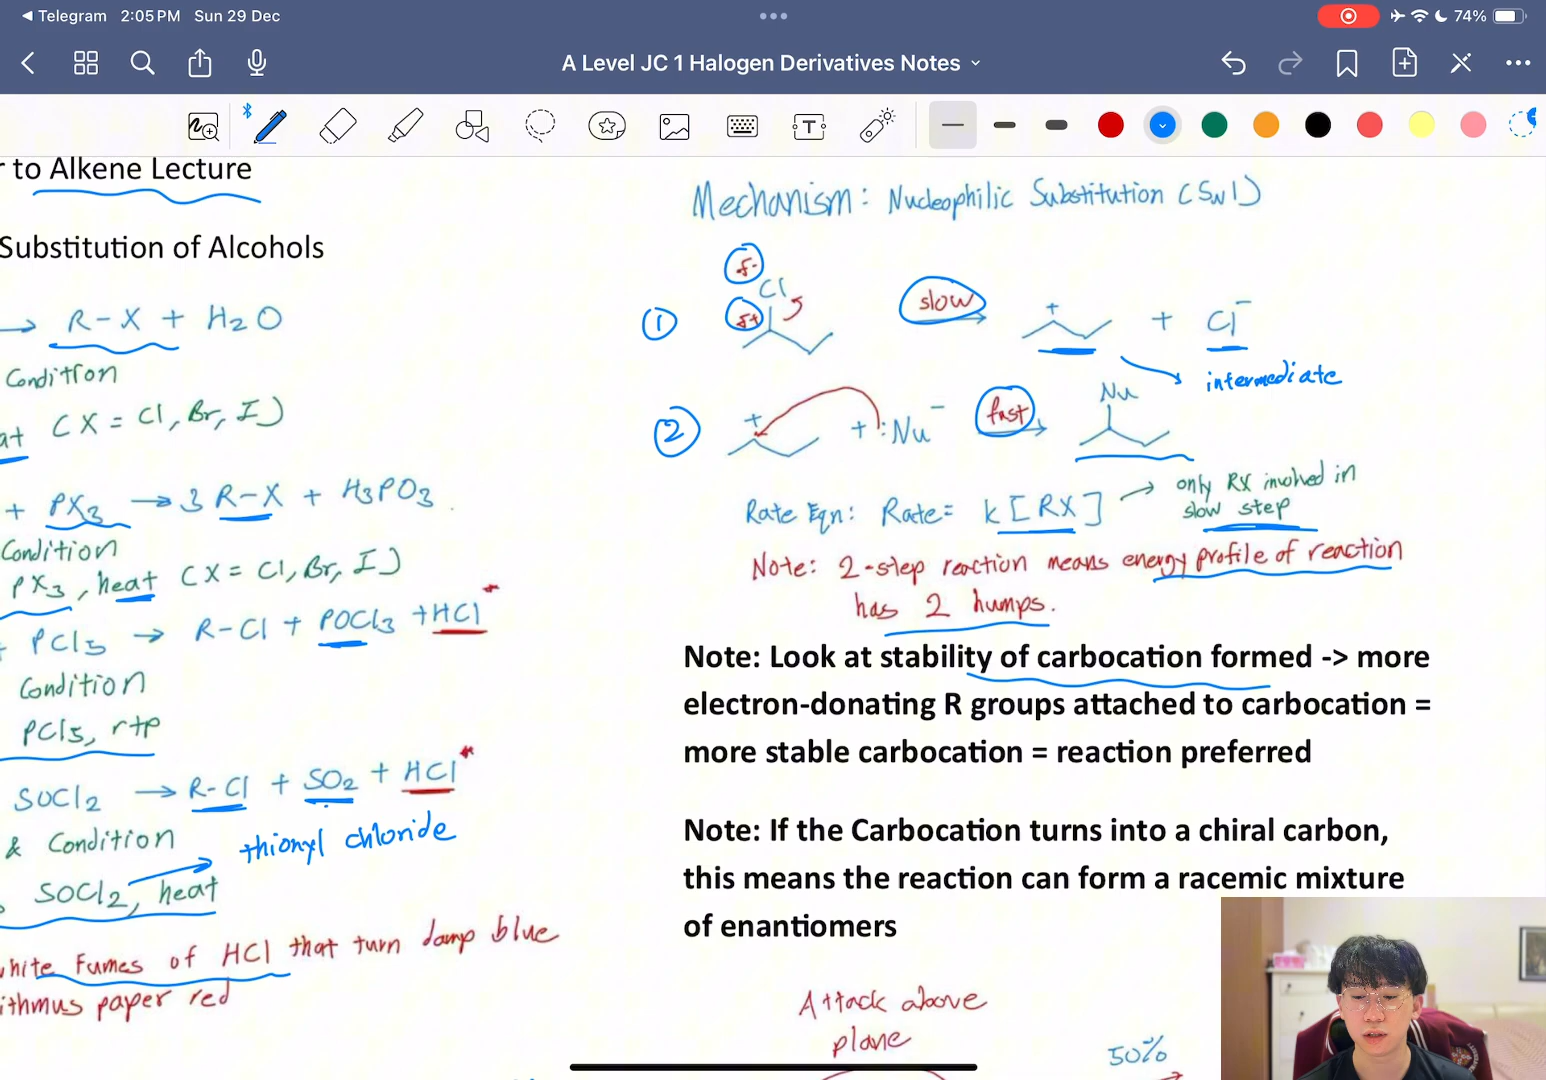 Telegram 2:05 PM Sun 29 Dec
74%
A Level JC 1 Halogen Derivatives Notes
to Alkene Lecture
Substitution of Alcohols
→ R-X + H2O
Condition
(X = Cl, Br, I)
+ PX3 → 3 R-X + H3PO3
Condition
PX3, heat (X = Cl, Br, I)
PCl5 → R-Cl + POCl3 + HCl*
Condition
PCl5, rtp
SOCl2 → R-Cl + SO2 + HCl*
& Condition
thionyl chloride
SOCl2, heat
white Fumes of HCl that turn damp blue
lithmus paper red
Mechanism: Nucleophilic Substitution (SN1)
δ-
Cl
① δ+ slow + + Cl⁻
intermediate
Nu
② + + :Nu⁻ fast
Rate Eqn: Rate = k[RX] → only RX involved in
slow step
Note: 2-step reaction means energy profile of reaction
has 2 humps.
Note: Look at stability of carbocation formed -> more
electron-donating R groups attached to carbocation =
more stable carbocation = reaction preferred
Note: If the Carbocation turns into a chiral carbon,
this means the reaction can form a racemic mixture
of enantiomers
Attack above
plane
50%